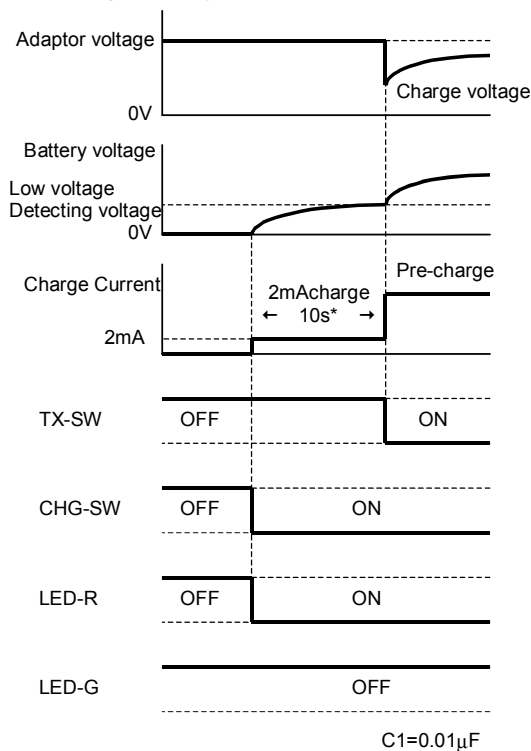 Adaptor voltage
Charge voltage
0V
Battery voltage
Low voltage
Detecting voltage
0V
Charge Current
Pre-charge
2mAcharge
← 10s* →
2mA
TX-SW
OFF
ON
CHG-SW
OFF
ON
LED-R
OFF
ON
LED-G
OFF
C1=0.01μF